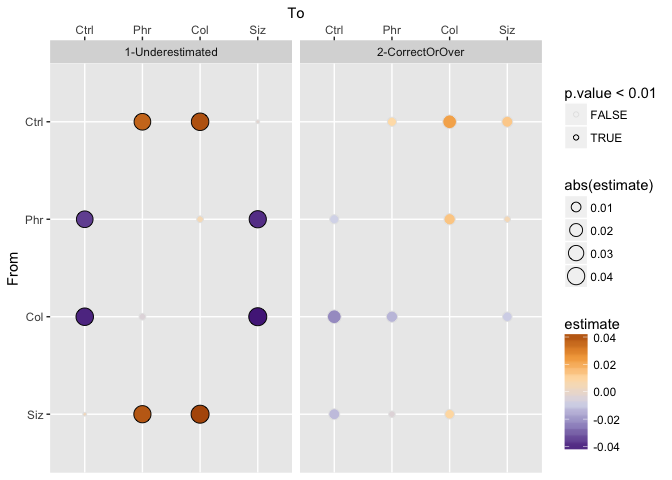 To
Ctrl Phr Col Siz Ctrl Phr Col Siz
1-Underestimated 2-CorrectOrOver
From
Ctrl
Phr
Col
Siz
p.value < 0.01
FALSE
TRUE
abs(estimate)
0.01
0.02
0.03
0.04
estimate
0.04
0.02
0.00
-0.02
-0.04